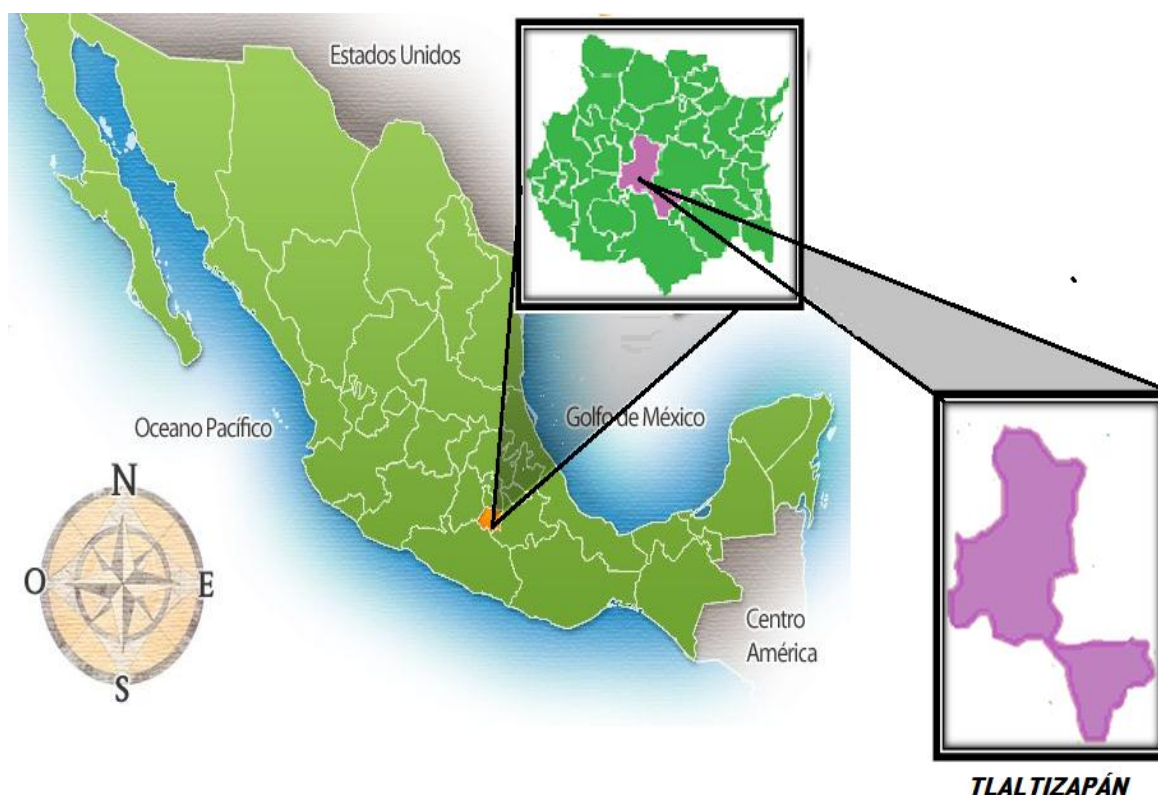 Estados Unidos
Golfo de México
Oceano Pacífico
N
O
E
S
Centro
América
TLALTIZAPÁN